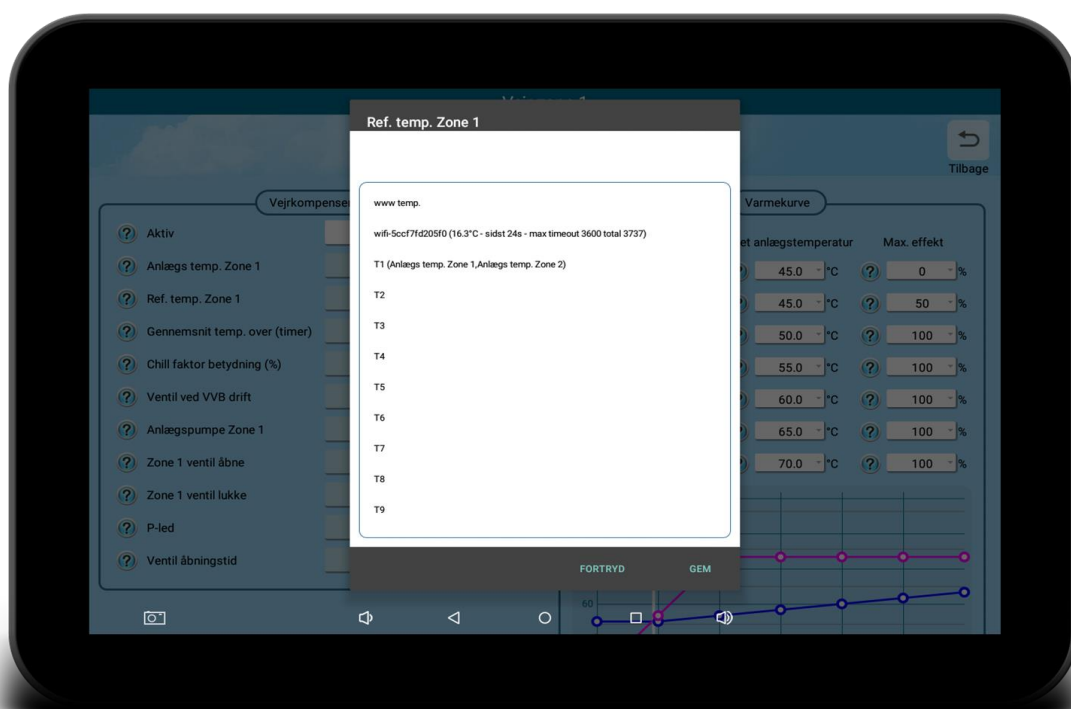 Ref. temp. Zone 1
Tilbage
www temp.
wifi-5ccf7fd205f0 (16.3°C - sidst 24s - max timeout 3600 total 3737)
T1 (Anlægs temp. Zone 1,Anlægs temp. Zone 2)
T2
T3
T4
T5
T6
T7
T8
T9
FORTRYD GEM
Aktiv
Anlægs temp. Zone 1
Ref. temp. Zone 1
Gennemsnit temp. over (timer)
Chill faktor betydning (%)
Ventil ved VVB drift
Anlægspumpe Zone 1
Zone 1 ventil åbne
Zone 1 ventil lukke
P-led
Ventil åbningstid
Varmekurve
anlægstemperatur Max. effekt
45.0 °C 0 %
45.0 °C 50 %
50.0 °C 100 %
55.0 °C 100 %
60.0 °C 100 %
65.0 °C 100 %
70.0 °C 100 %
60